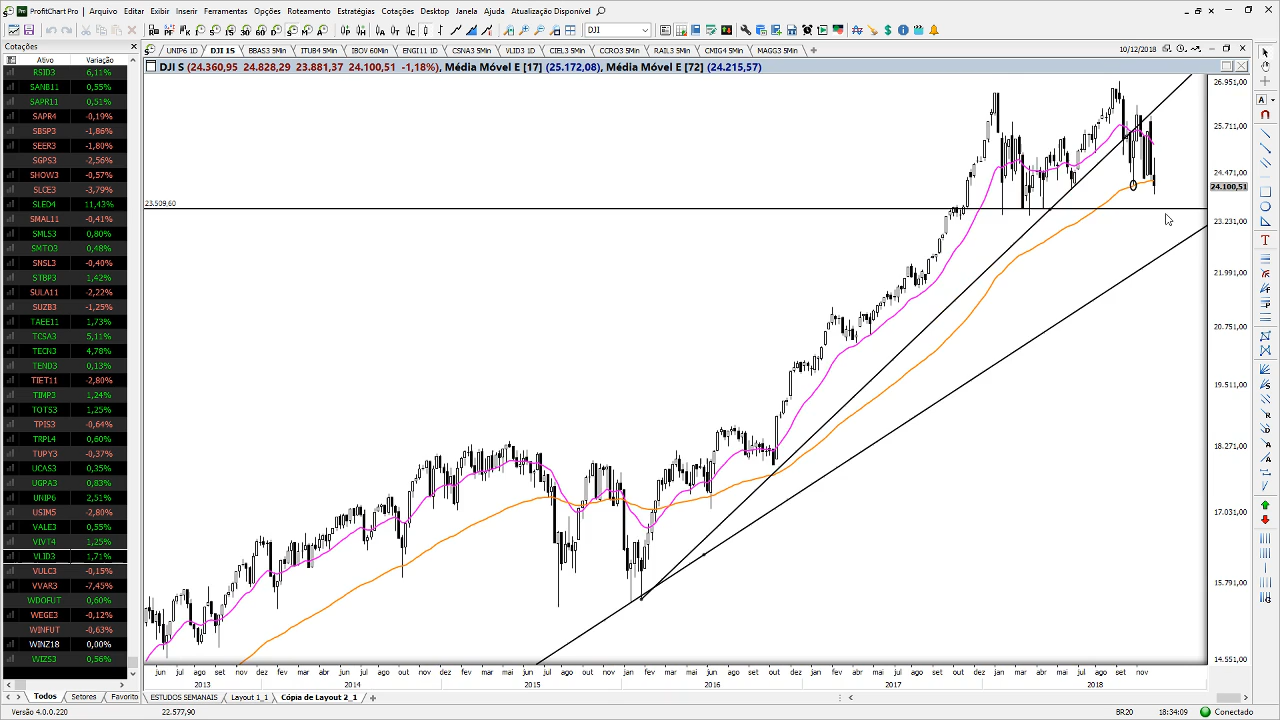 ProfitChart Pro
Arquivo Editar Exibir Inserir Ferramentas Opções Roteamento Estratégias Cotações Desktop Janela Ajuda Atualização Disponível
DJI
Cotações
UNIP6 1D DJI 1S BBAS3 5Min ITUB4 5Min IBOV 60Min ENGI11 1D CSNA3 5Min VLID3 1D CIEL3 5Min CCRO3 5Min RAIL3 5Min CMIG4 5Min MAGG3 5Min
10/12/2018
Ativo Variação
DJI S (24.360,95 24.828,29 23.881,37 24.100,51 -1,18%), Média Móvel E [17] (25.172,08), Média Móvel E [72] (24.215,57)
RSID3 6,11%
SANB11 0,55%
SAPR11 0,51%
SAPR4 -0,19%
SBSP3 -1,86%
SEER3 -1,80%
SGPS3 -2,56%
SHOW3 -0,57%
SLCE3 -3,79%
SLED4 11,43%
SMAL11 -0,41%
SMLS3 0,80%
SMTO3 0,48%
SNSL3 -0,40%
STBP3 1,42%
SULA11 -2,22%
SUZB3 -1,25%
TAEE11 1,73%
TCSA3 5,11%
TECN3 4,78%
TEND3 0,13%
TIET11 -2,80%
TIMP3 1,24%
TOTS3 1,25%
TPIS3 -0,64%
TRPL4 0,60%
TUPY3 -0,37%
UCAS3 0,35%
UGPA3 0,83%
UNIP6 2,51%
USIM5 -2,80%
VALE3 0,55%
VIVT4 1,25%
VLID3 1,71%
VULC3 -0,15%
VVAR3 -7,45%
WDOFUT 0,60%
WEGE3 -0,12%
WINFUT -0,63%
WINZ18 0,00%
WIZS3 0,56%
23.509,60
26.951,00
25.711,00
24.471,00
24.100,51
23.231,00
21.991,00
20.751,00
19.511,00
18.271,00
17.031,00
15.791,00
14.551,00
jun jul ago set out nov dez fev mar abr mai jun jul ago set out nov fev mar abr mai jun jul ago set out nov jan fev mar abr mai jun jul ago set out nov dez jan fev mar abr mai jun jul ago set out nov dez jan fev mar abr mai jun jul ago set out nov
2013 2014 2015 2016 2017 2018
Todos Setores Favorito
ESTUDOS SEMANAIS Layout 1_1 Cópia de Layout 2_1
Versão 4.0.0.220 22.577,90 BR20 18:34:09 Conectado